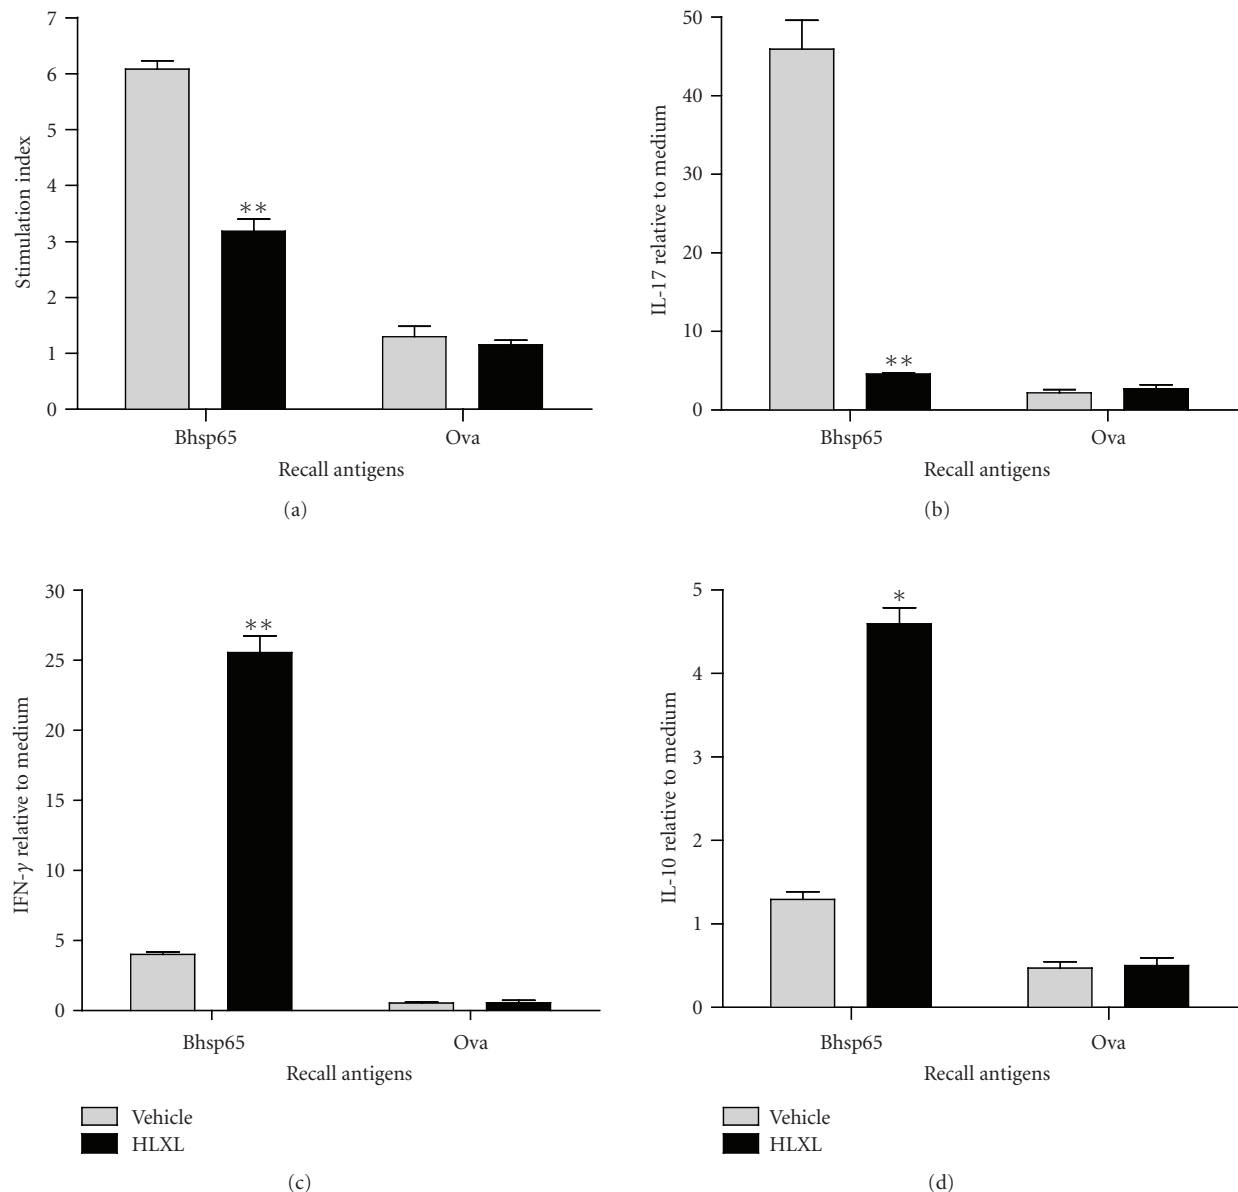 7
6
5
4
3
2
1
0
Stimulation index
**
Bhsp65
Ova
Recall antigens
(a)
50
40
30
20
10
0
IL-17 relative to medium
**
Bhsp65
Ova
Recall antigens
(b)
30
25
20
15
10
5
0
IFN-γ relative to medium
**
Bhsp65
Ova
Recall antigens
Vehicle
HLXL
(c)
5
4
3
2
1
0
IL-10 relative to medium
*
Bhsp65
Ova
Recall antigens
Vehicle
HLXL
(d)